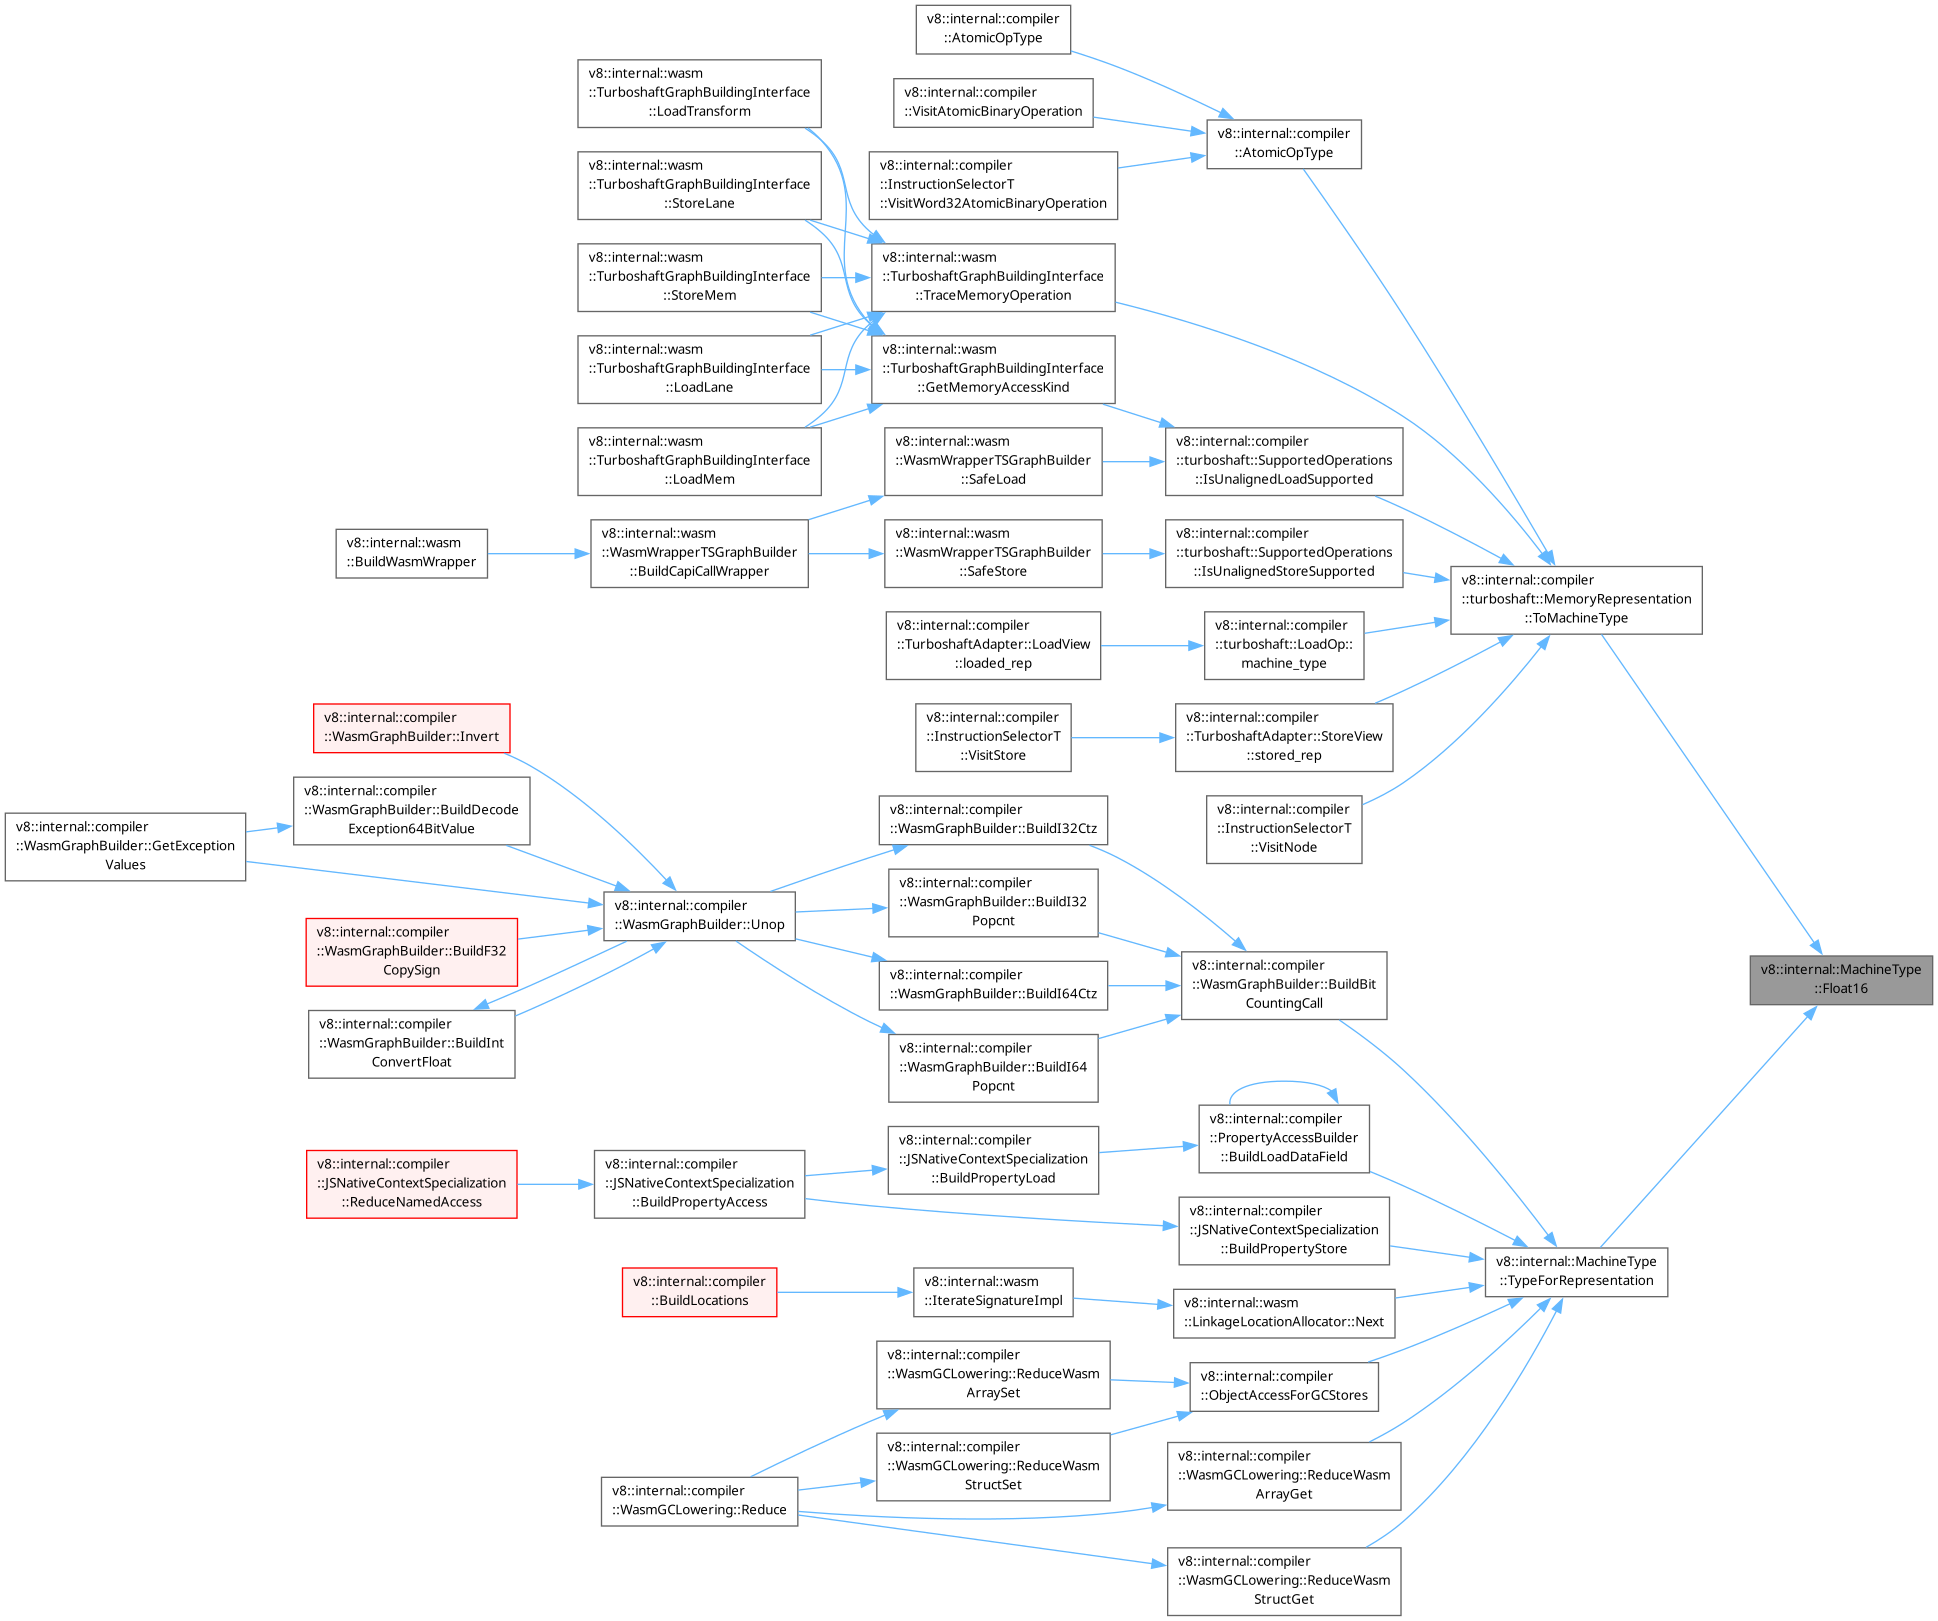 v8::internal::compiler
::AtomicOpType
v8::internal::wasm
::TurboshaftGraphBuildingInterface
::LoadTransform
v8::internal::compiler
::VisitAtomicBinaryOperation
v8::internal::compiler
::AtomicOpType
v8::internal::wasm
::TurboshaftGraphBuildingInterface
::StoreLane
v8::internal::compiler
::InstructionSelectorT
::VisitWord32AtomicBinaryOperation
v8::internal::wasm
::TurboshaftGraphBuildingInterface
::StoreMem
v8::internal::wasm
::TurboshaftGraphBuildingInterface
::TraceMemoryOperation
v8::internal::wasm
::TurboshaftGraphBuildingInterface
::LoadLane
v8::internal::wasm
::TurboshaftGraphBuildingInterface
::GetMemoryAccessKind
v8::internal::wasm
::TurboshaftGraphBuildingInterface
::LoadMem
v8::internal::wasm
::WasmWrapperTSGraphBuilder
::SafeLoad
v8::internal::compiler
::turboshaft::SupportedOperations
::IsUnalignedLoadSupported
v8::internal::wasm
::BuildWasmWrapper
v8::internal::wasm
::WasmWrapperTSGraphBuilder
::BuildCapiCallWrapper
v8::internal::wasm
::WasmWrapperTSGraphBuilder
::SafeStore
v8::internal::compiler
::turboshaft::SupportedOperations
::IsUnalignedStoreSupported
v8::internal::compiler
::turboshaft::MemoryRepresentation
::ToMachineType
v8::internal::compiler
::TurboshaftAdapter::LoadView
::loaded_rep
v8::internal::compiler
::turboshaft::LoadOp::
machine_type
v8::internal::compiler
::WasmGraphBuilder::Invert
v8::internal::compiler
::InstructionSelectorT
::VisitStore
v8::internal::compiler
::TurboshaftAdapter::StoreView
::stored_rep
v8::internal::compiler
::WasmGraphBuilder::BuildDecode
Exception64BitValue
v8::internal::compiler
::WasmGraphBuilder::GetException
Values
v8::internal::compiler
::WasmGraphBuilder::BuildI32Ctz
v8::internal::compiler
::InstructionSelectorT
::VisitNode
v8::internal::compiler
::WasmGraphBuilder::Unop
v8::internal::compiler
::WasmGraphBuilder::BuildI32
Popcnt
v8::internal::compiler
::WasmGraphBuilder::BuildF32
CopySign
v8::internal::compiler
::WasmGraphBuilder::BuildI64Ctz
v8::internal::compiler
::WasmGraphBuilder::BuildBit
CountingCall
v8::internal::MachineType
::Float16
v8::internal::compiler
::WasmGraphBuilder::BuildInt
ConvertFloat
v8::internal::compiler
::WasmGraphBuilder::BuildI64
Popcnt
v8::internal::compiler
::PropertyAccessBuilder
::BuildLoadDataField
v8::internal::compiler
::JSNativeContextSpecialization
::ReduceNamedAccess
v8::internal::compiler
::JSNativeContextSpecialization
::BuildPropertyAccess
v8::internal::compiler
::JSNativeContextSpecialization
::BuildPropertyLoad
v8::internal::compiler
::JSNativeContextSpecialization
::BuildPropertyStore
v8::internal::MachineType
::TypeForRepresentation
v8::internal::compiler
::BuildLocations
v8::internal::wasm
::IterateSignatureImpl
v8::internal::wasm
::LinkageLocationAllocator::Next
v8::internal::compiler
::WasmGCLowering::ReduceWasm
ArraySet
v8::internal::compiler
::ObjectAccessForGCStores
v8::internal::compiler
::WasmGCLowering::ReduceWasm
StructSet
v8::internal::compiler
::WasmGCLowering::ReduceWasm
ArrayGet
v8::internal::compiler
::WasmGCLowering::Reduce
v8::internal::compiler
::WasmGCLowering::ReduceWasm
StructGet